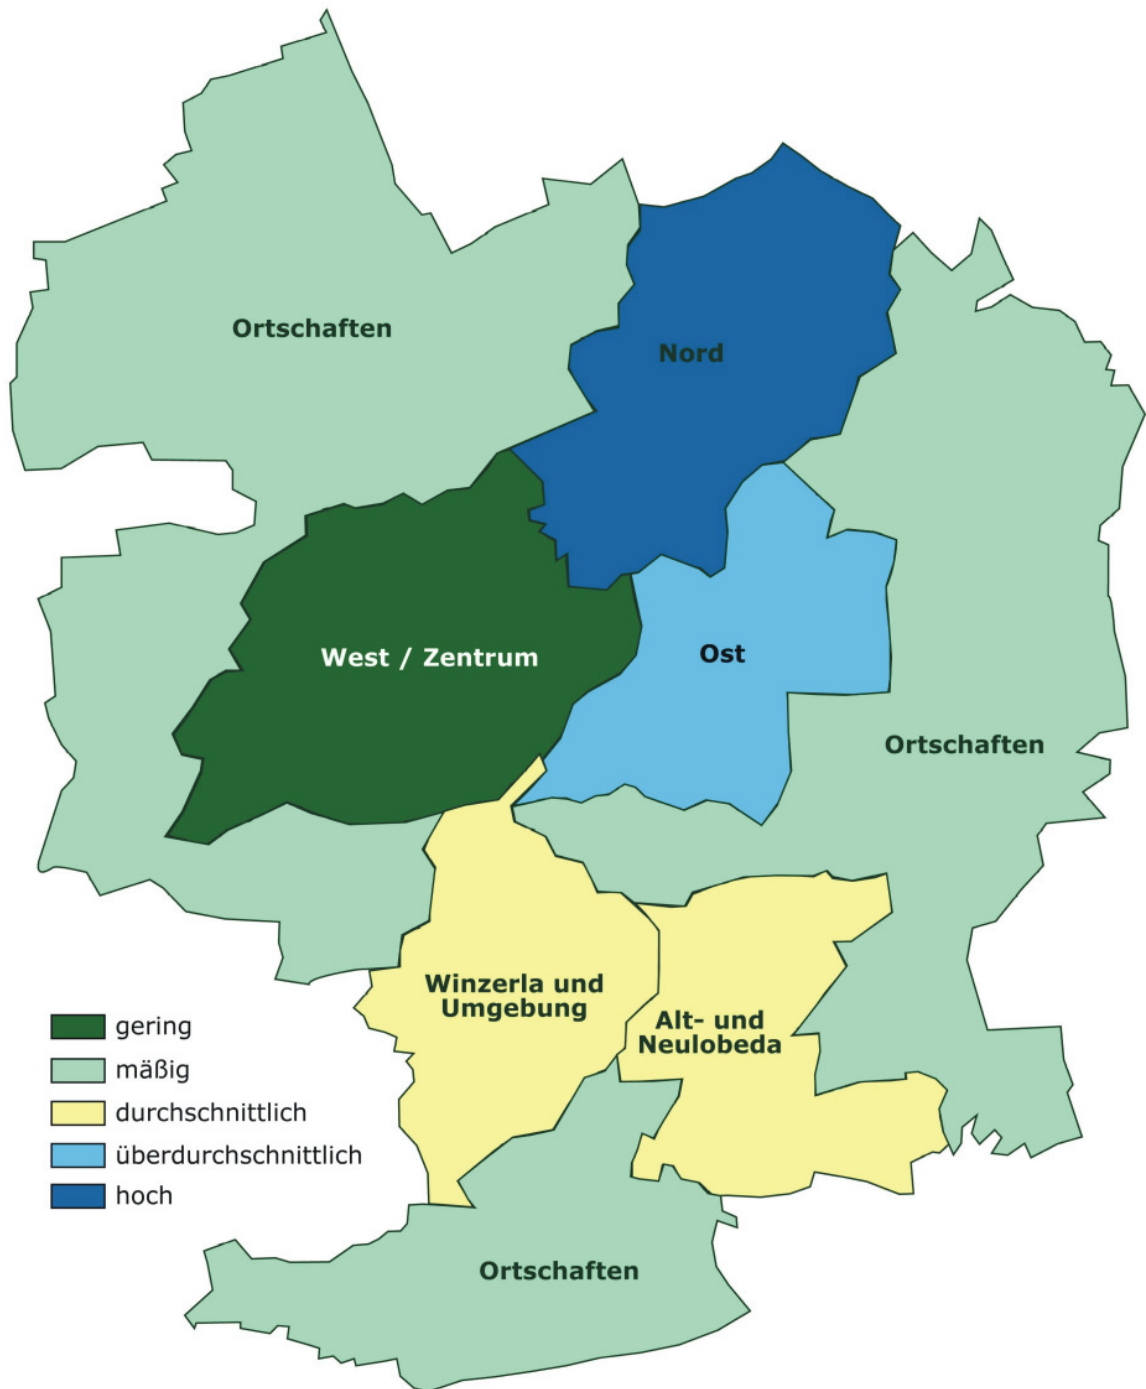 Ortschaften
Nord
West / Zentrum
Ost
Ortschaften
Winzerla und
Umgebung
Alt- und
Neulobeda
Ortschaften
gering
mäßig
durchschnittlich
überdurchschnittlich
hoch